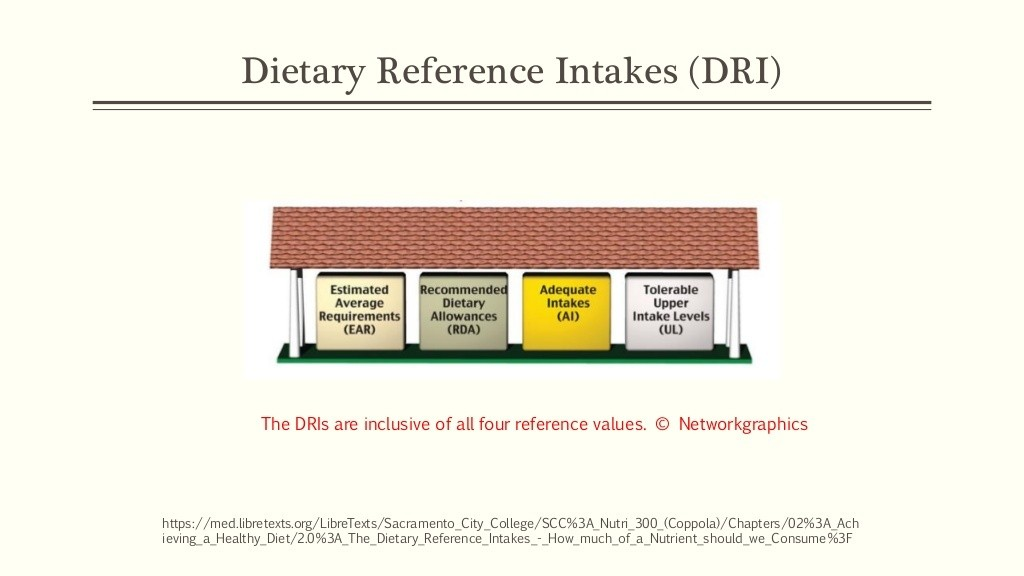 Dietary Reference Intakes (DRI)
Estimated
Average
Requirements
(EAR)
Recommended
Dietary
Allowances
(RDA)
Adequate
Intakes
(AI)
Tolerable
Upper
Intake Levels
(UL)
The DRIs are inclusive of all four reference values. © Networkgraphics
https://med.libretexts.org/LibreTexts/Sacramento_City_College/SCC%3A_Nutri_300_(Coppola)/Chapters/02%3A_Ach
ieving_a_Healthy_Diet/2.0%3A_The_Dietary_Reference_Intakes_-_How_much_of_a_Nutrient_should_we_Consume%3F